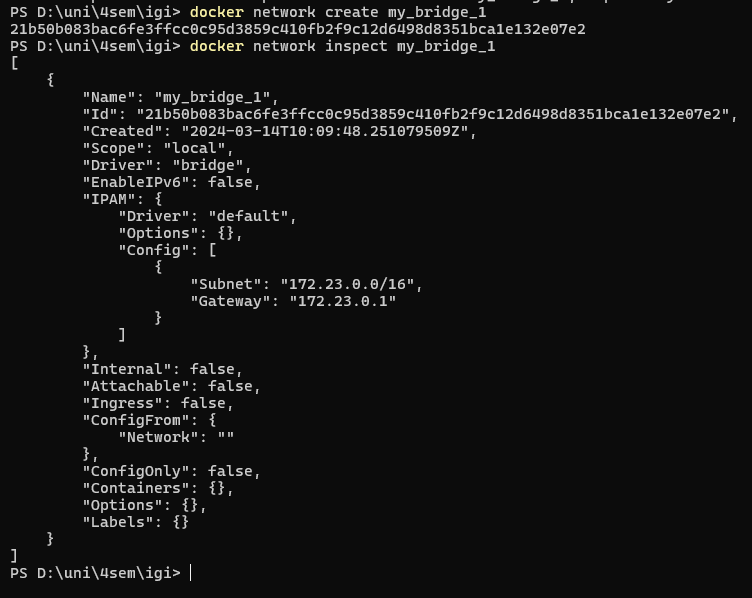 PS D:\uni\4sem\igi> docker network create my_bridge_1
21b50b083bac6fe3ffcc0c95d3859c410fb2f9c12d6498d8351bca1e132e07e2
PS D:\uni\4sem\igi> docker network inspect my_bridge_1
[
    {
        "Name": "my_bridge_1",
        "Id": "21b50b083bac6fe3ffcc0c95d3859c410fb2f9c12d6498d8351bca1e132e07e2",
        "Created": "2024-03-14T10:09:48.251079509Z",
        "Scope": "local",
        "Driver": "bridge",
        "EnableIPv6": false,
        "IPAM": {
            "Driver": "default",
            "Options": {},
            "Config": [
                {
                    "Subnet": "172.23.0.0/16",
                    "Gateway": "172.23.0.1"
                }
            ]
        },
        "Internal": false,
        "Attachable": false,
        "Ingress": false,
        "ConfigFrom": {
            "Network": ""
        },
        "ConfigOnly": false,
        "Containers": {},
        "Options": {},
        "Labels": {}
    }
]
PS D:\uni\4sem\igi>